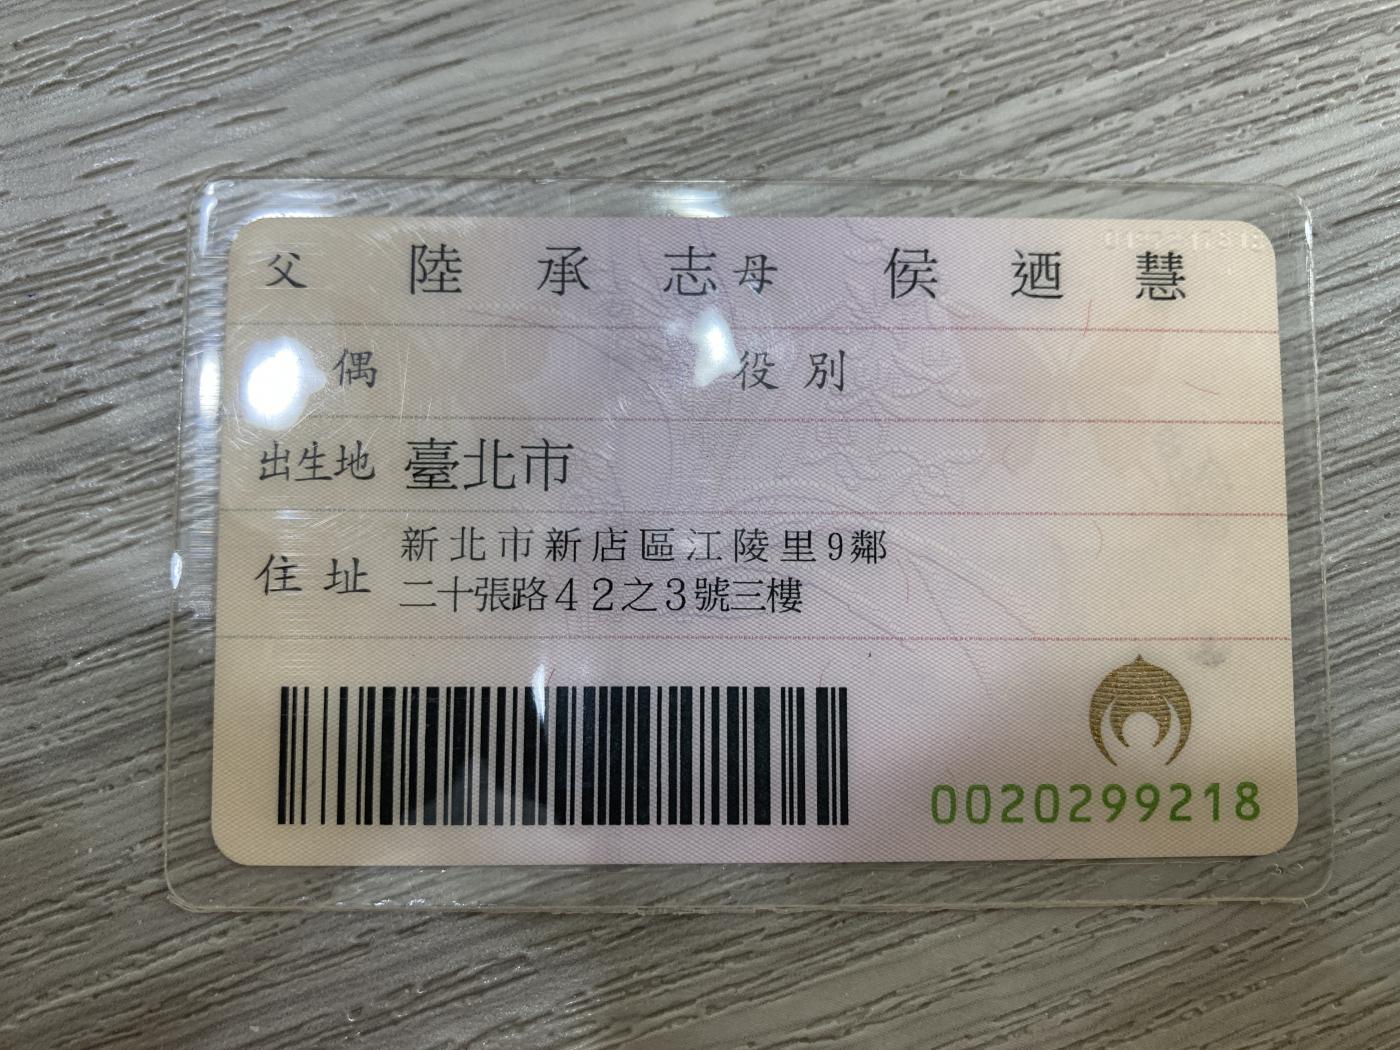 父 陸承志 母 侯迺慧
偶 役別
出生地 臺北市
住址 新北市新店區江陵里9鄰
二十張路42之3號三樓
0020299218